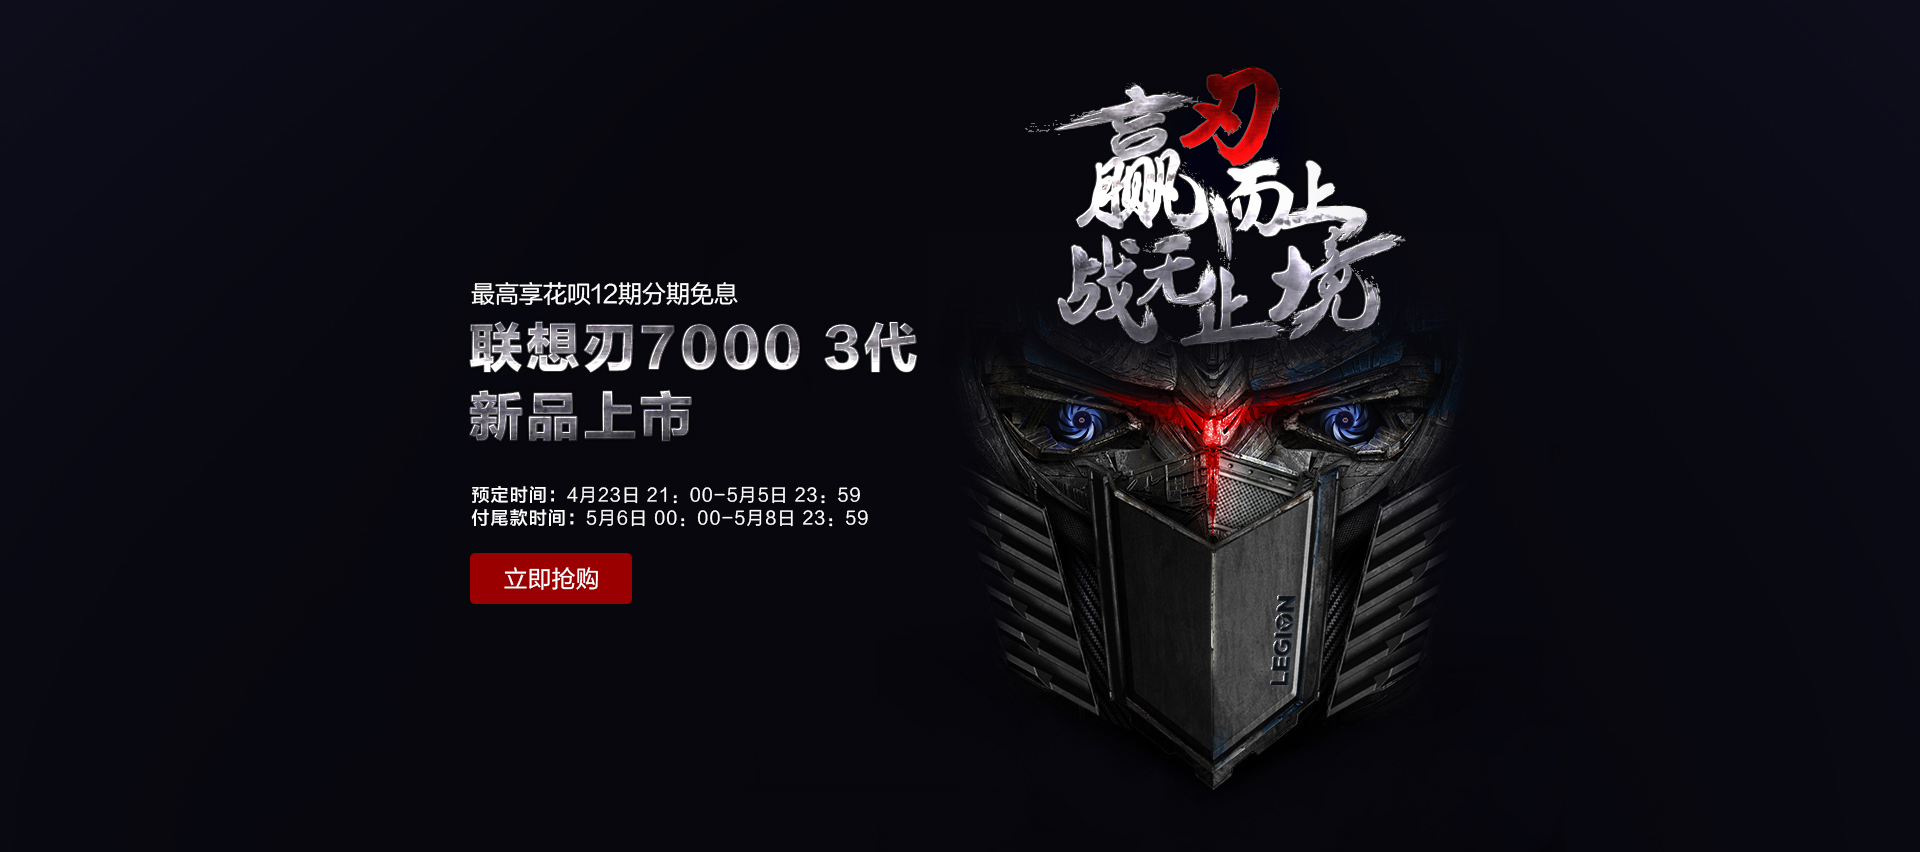 最高享花呗12期分期免息
联想刃7000 3代
新品上市
预定时间：4月23日 21：00-5月5日 23：59
付尾款时间：5月6日 00：00-5月8日 23：59
立即抢购
赢刃而上
战无止境
LEGION